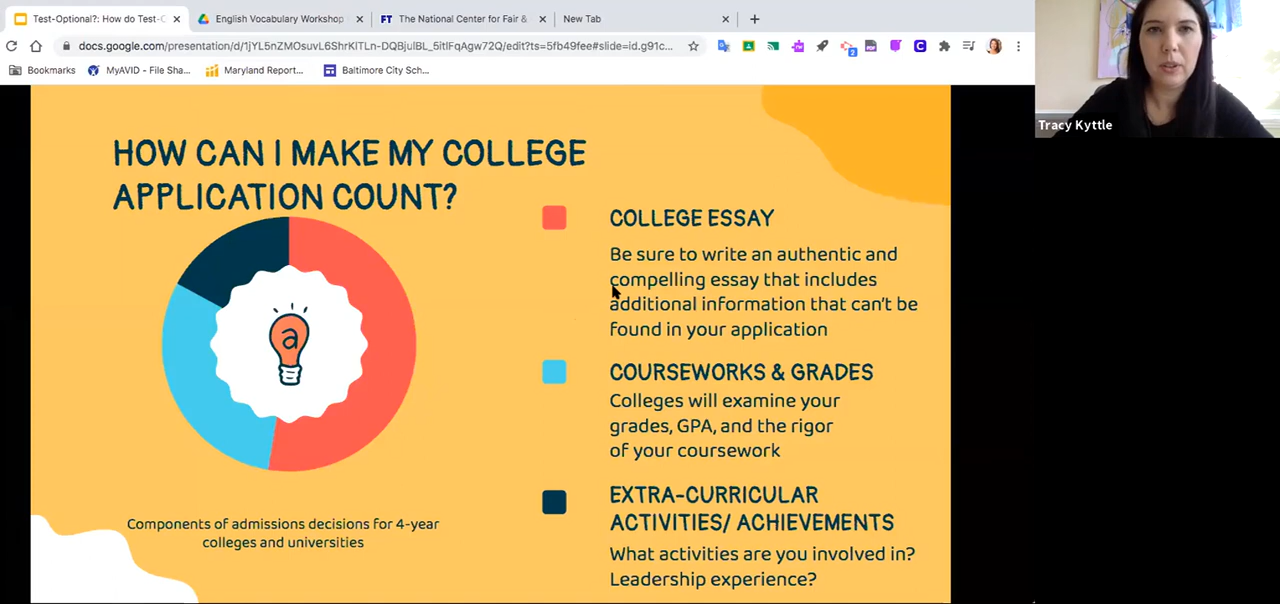 Test-Optional?: How do Test-O
English Vocabulary Workshop
FT
The National Center for Fair &
New Tab
docs.google.com/presentation/d/1jYL5nZMOsuvL6ShrKlTLn-DQBjulBL_5itlFqAgw72Q/edit?ts=5fb49fee#slide=id.g91c...
2
PDF
C
Bookmarks
MyAVID - File Sha...
Maryland Report...
Baltimore City Sch...
Tracy Kyttle
HOW CAN I MAKE MY COLLEGE
APPLICATION COUNT?
a
Components of admissions decisions for 4-year
colleges and universities
COLLEGE ESSAY
Be sure to write an authentic and
compelling essay that includes
additional information that can't be
found in your application
COURSEWORKS & GRADES
Colleges will examine your
grades, GPA, and the rigor
of your coursework
EXTRA-CURRICULAR
ACTIVITIES/ ACHIEVEMENTS
What activities are you involved in?
Leadership experience?